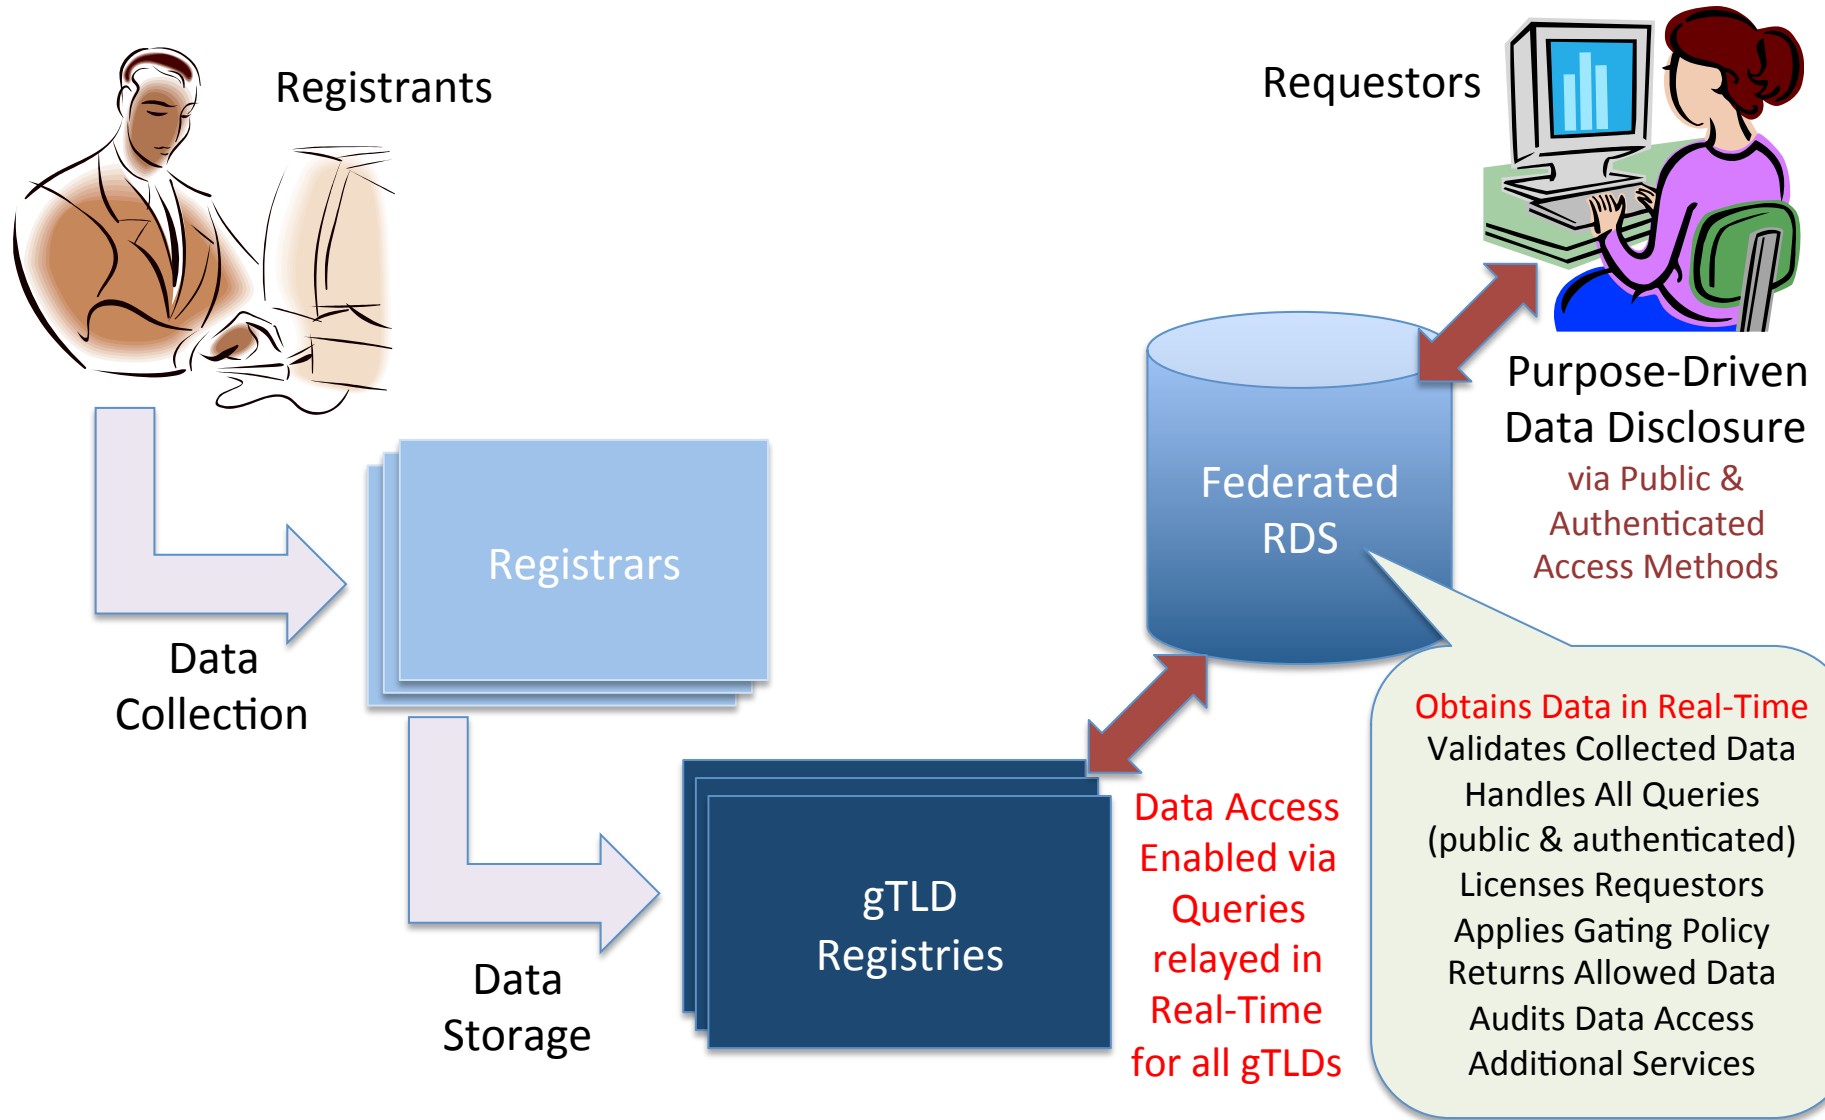 Registrants
Requestors
Purpose-Driven
Data Disclosure
via Public &
Authenticated
Access Methods
Federated
RDS
Registrars
Data
Collection
gTLD
Registries
Data
Storage
Data Access
Enabled via
Queries
relayed in
Real-Time
for all gTLDs
Obtains Data in Real-Time
Validates Collected Data
Handles All Queries
(public & authenticated)
Licenses Requestors
Applies Gating Policy
Returns Allowed Data
Audits Data Access
Additional Services